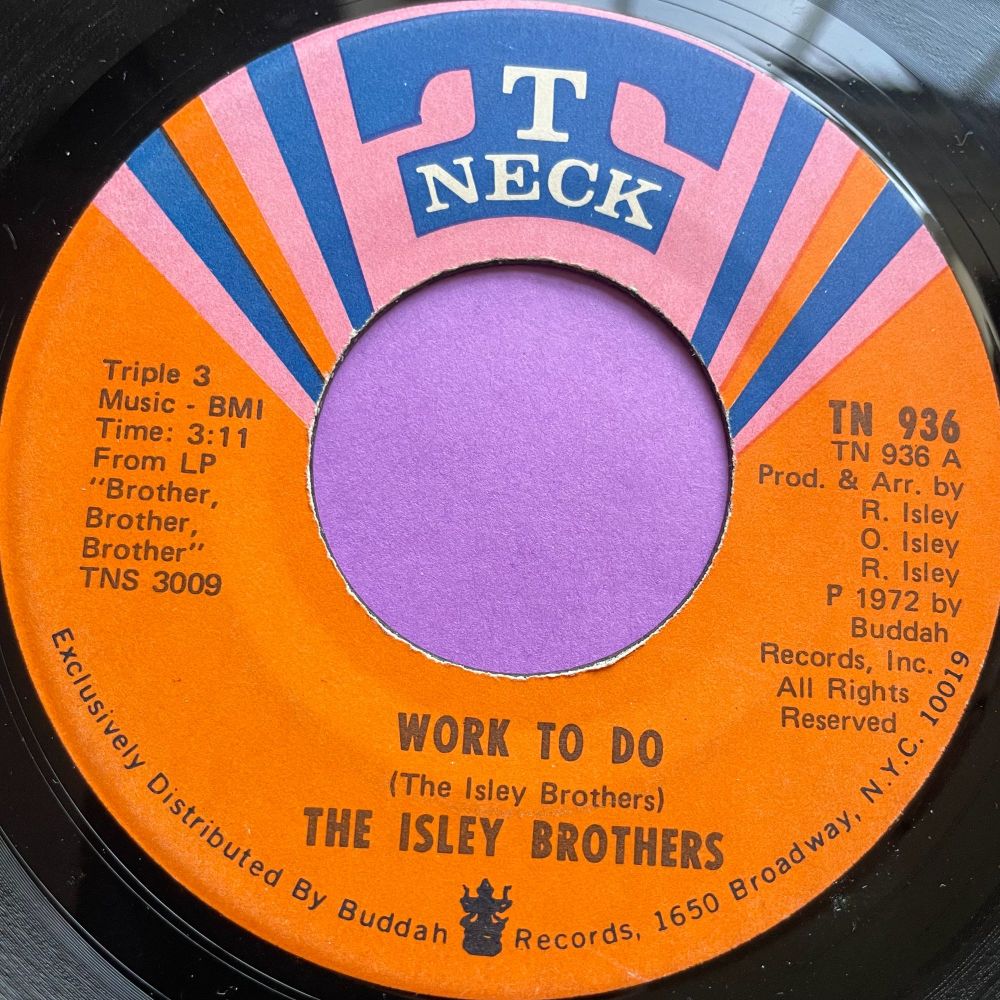 T
NECK
Triple 3
Music - BMI
Time: 3:11
From LP
"Brother,
Brother,
Brother"
TNS 3009
TN 936
TN 936 A
Prod. & Arr. by
R. Isley
O. Isley
R. Isley
P 1972 by
Buddah
Records, Inc.
All Rights
Reserved
WORK TO DO
(The Isley Brothers)
THE ISLEY BROTHERS
Exclusively Distributed By Buddah Records, 1650 Broadway, N.Y.C. 10019